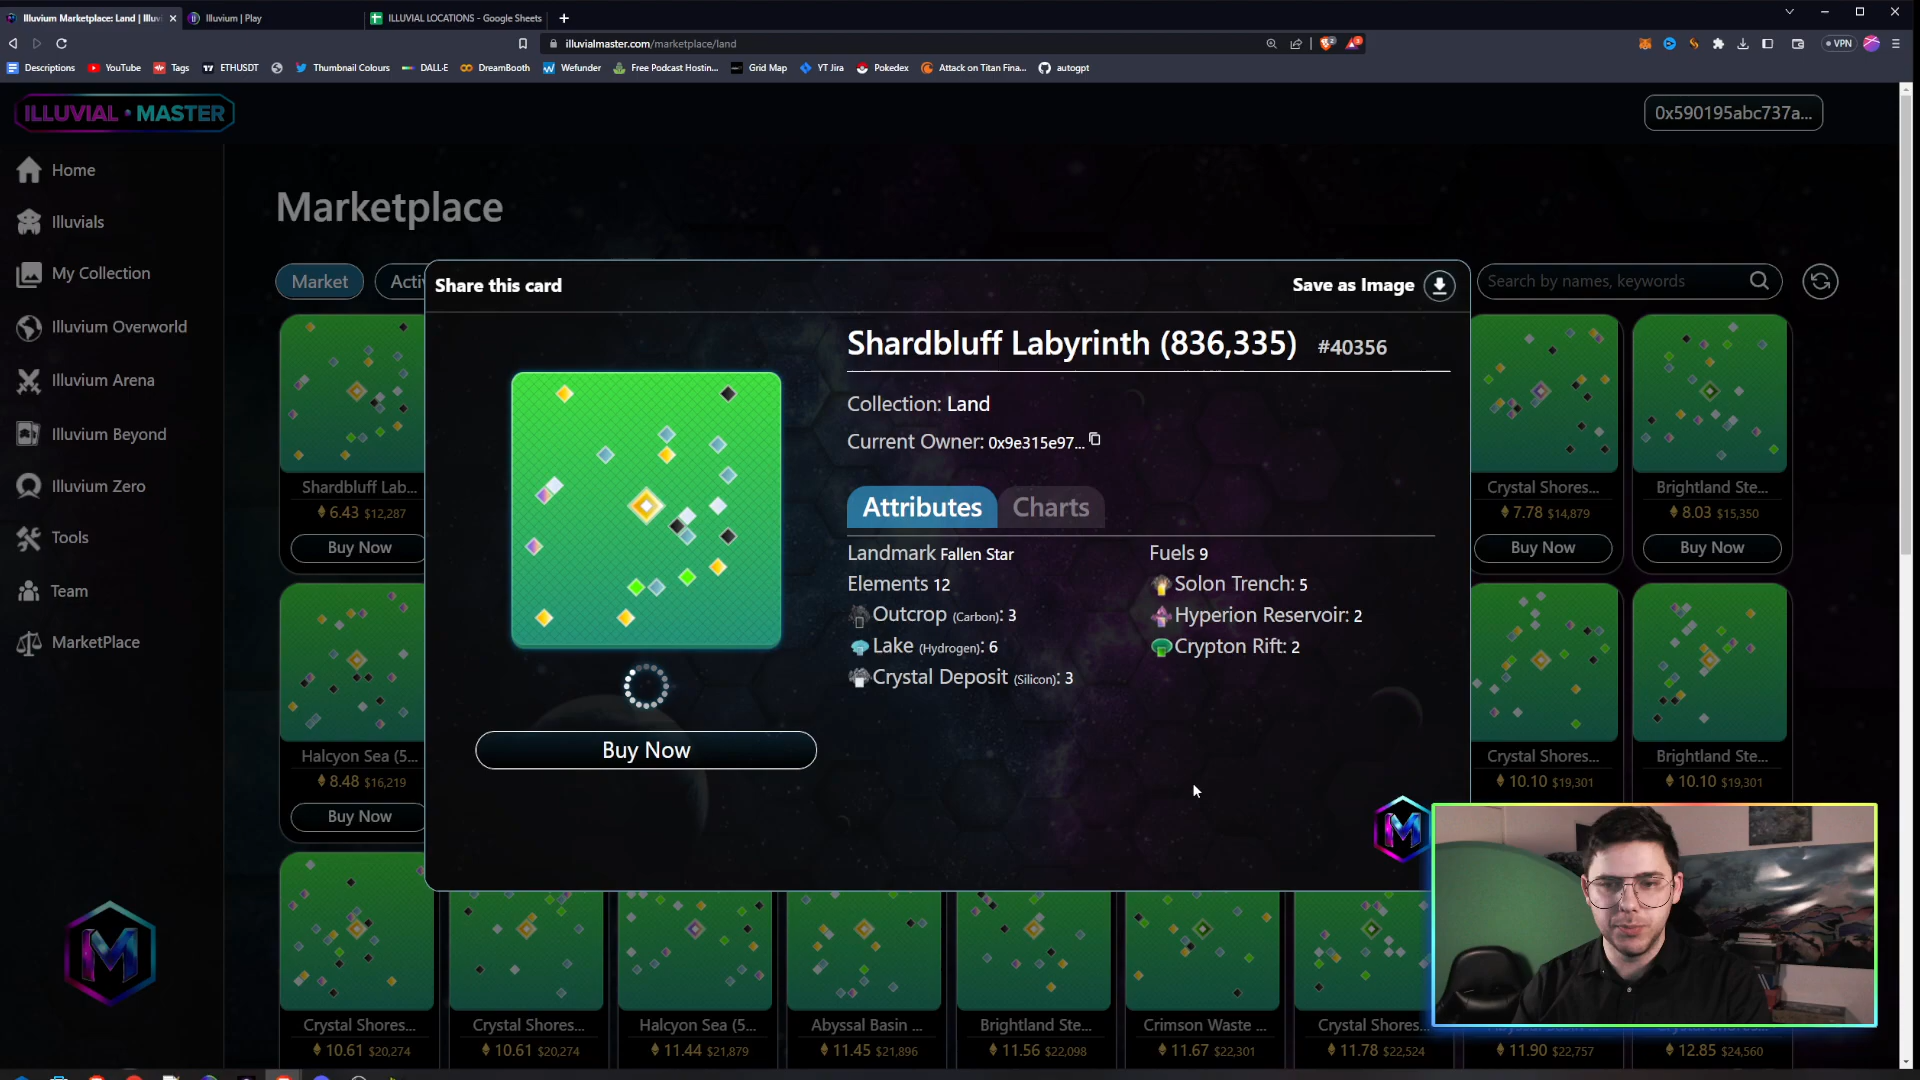 Illuvium Marketplace: Land | Illuvi
Illuvium | Play
ILLUVIAL LOCATIONS - Google Sheets
illuvialmaster.com/marketplace/land
VPN
Descriptions
YouTube
Tags
ETHUSDT
Thumbnail Colours
DALL·E
DreamBooth
Wefunder
Free Podcast Hostin...
Grid Map
YT Jira
Pokedex
Attack on Titan Fina...
autogpt
ILLUVIAL • MASTER
0x590195abc737a...
Home
Illuvials
My Collection
Illuvium Overworld
Illuvium Arena
Illuvium Beyond
Illuvium Zero
Tools
Team
MarketPlace
Marketplace
Market
Activ
Search by names, keywords
Share this card
Save as Image
Shardbluff Labyrinth (836,335) #40356
Collection: Land
Current Owner: 0x9e315e97...
Attributes
Charts
Landmark Fallen Star
Elements 12
Outcrop (Carbon): 3
Lake (Hydrogen): 6
Crystal Deposit (Silicon): 3
Fuels 9
Solon Trench: 5
Hyperion Reservoir: 2
Crypton Rift: 2
Buy Now
Shardbluff Lab...
6.43 $12,287
Buy Now
Crystal Shores...
7.78 $14,879
Buy Now
Brightland Ste...
8.03 $15,350
Buy Now
Halcyon Sea (5...
8.48 $16,219
Buy Now
Crystal Shores...
10.10 $19,301
Brightland Ste...
10.10 $19,301
Crystal Shores...
10.61 $20,274
Crystal Shores...
10.61 $20,274
Halcyon Sea (5...
11.44 $21,879
Abyssal Basin ...
11.45 $21,896
Brightland Ste...
11.56 $22,098
Crimson Waste ...
11.67 $22,301
Crystal Shores...
11.78 $22,524
11.90 $22,757
12.85 $24,560